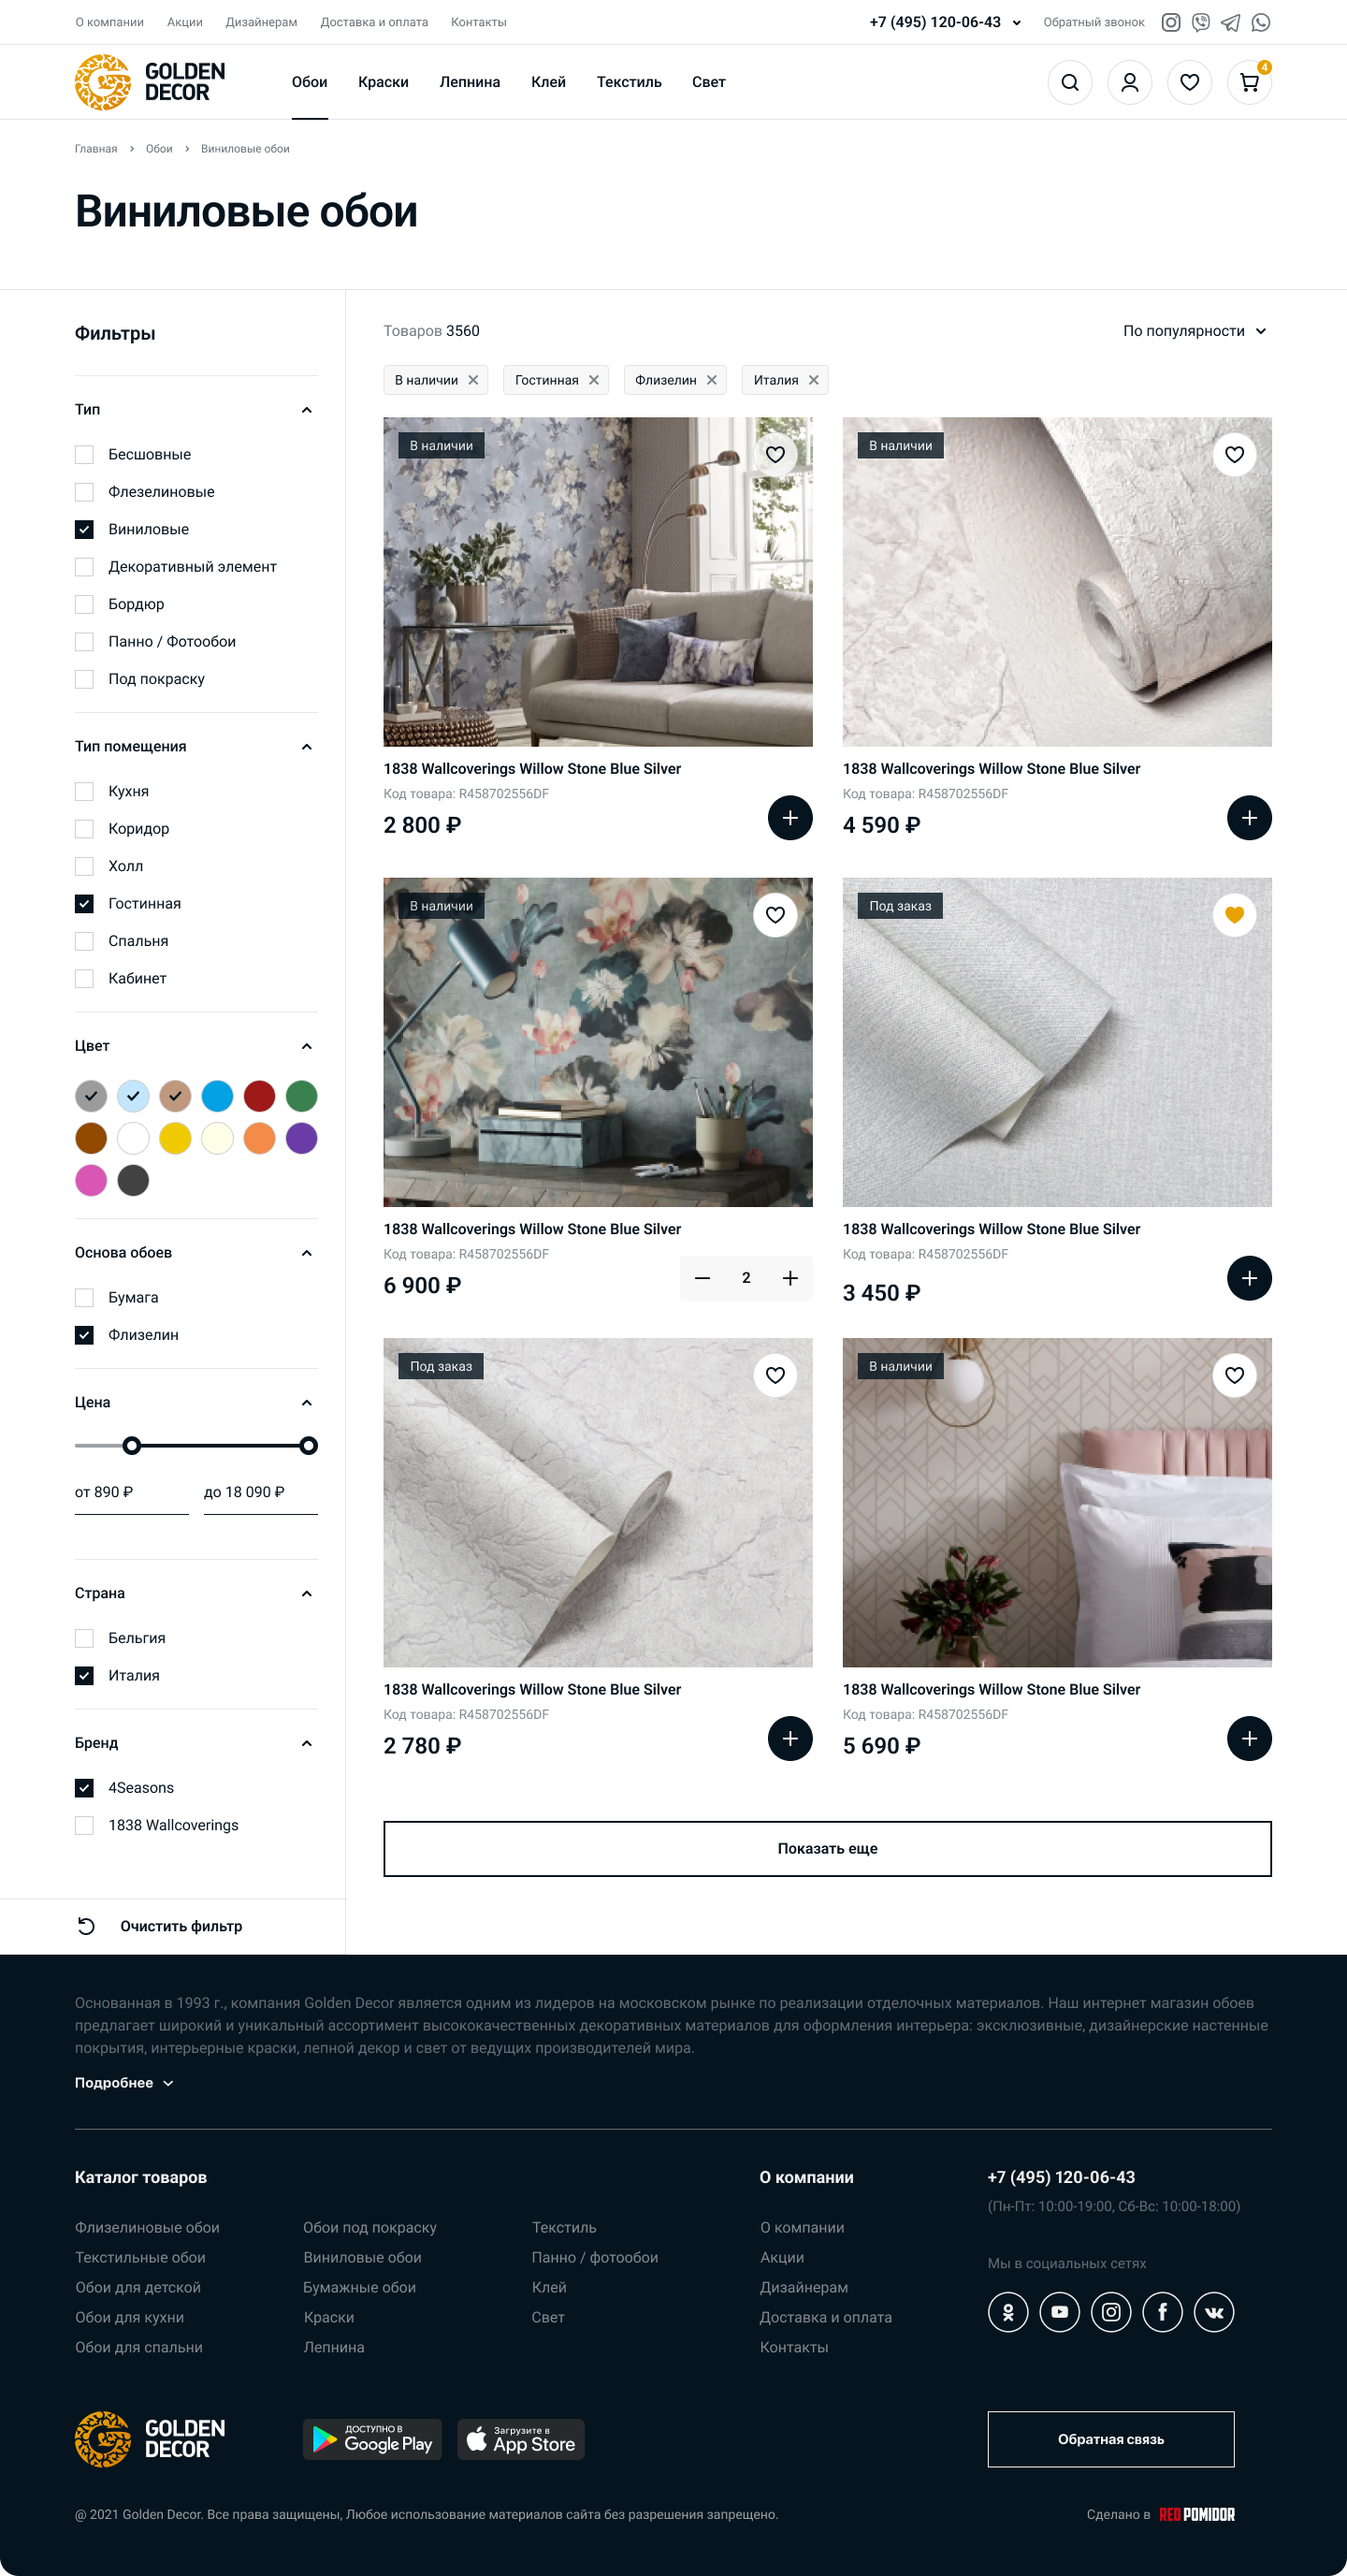 О компании Акции Дизайнерам Доставка и оплата Контакты +7 (495) 120-06-43 Обратный звонок
GOLDEN DECOR Обои Краски Лепнина Клей Текстиль Свет 4
Главная Обои Виниловые обои
Виниловые обои
Фильтры
Тип
Бесшовные
Флезелиновые
Виниловые
Декоративный элемент
Бордюр
Панно / Фотообои
Под покраску
Тип помещения
Кухня
Коридор
Холл
Гостинная
Спальня
Кабинет
Цвет
Основа обоев
Бумага
Флизелин
Цена
от 890 ₽ до 18 090 ₽
Страна
Бельгия
Италия
Бренд
4Seasons
1838 Wallcoverings
Очистить фильтр
Товаров 3560 По популярности
В наличии Гостинная Флизелин Италия
В наличии
1838 Wallcoverings Willow Stone Blue Silver
Код товара: R458702556DF
2 800 ₽
В наличии
1838 Wallcoverings Willow Stone Blue Silver
Код товара: R458702556DF
4 590 ₽
В наличии
1838 Wallcoverings Willow Stone Blue Silver
Код товара: R458702556DF
6 900 ₽ 2
Под заказ
1838 Wallcoverings Willow Stone Blue Silver
Код товара: R458702556DF
3 450 ₽
Под заказ
1838 Wallcoverings Willow Stone Blue Silver
Код товара: R458702556DF
2 780 ₽
В наличии
1838 Wallcoverings Willow Stone Blue Silver
Код товара: R458702556DF
5 690 ₽
Показать еще
Основанная в 1993 г., компания Golden Decor является одним из лидеров на московском рынке по реализации отделочных материалов. Наш интернет магазин обоев
предлагает широкий и уникальный ассортимент высококачественных декоративных материалов для оформления интерьера: эксклюзивные, дизайнерские настенные
покрытия, интерьерные краски, лепной декор и свет от ведущих производителей мира.
Подробнее
Каталог товаров
Флизелиновые обои
Текстильные обои
Обои для детской
Обои для кухни
Обои для спальни
Обои под покраску
Виниловые обои
Бумажные обои
Краски
Лепнина
Текстиль
Панно / фотообои
Клей
Свет
О компании
О компании
Акции
Дизайнерам
Доставка и оплата
Контакты
+7 (495) 120-06-43
(Пн-Пт: 10:00-19:00, Сб-Вс: 10:00-18:00)
Мы в социальных сетях
GOLDEN DECOR
ДОСТУПНО В
Google Play
Загрузите в
App Store
Обратная связь
@ 2021 Golden Decor. Все права защищены, Любое использование материалов сайта без разрешения запрещено.
Сделано в RED POMIDOR